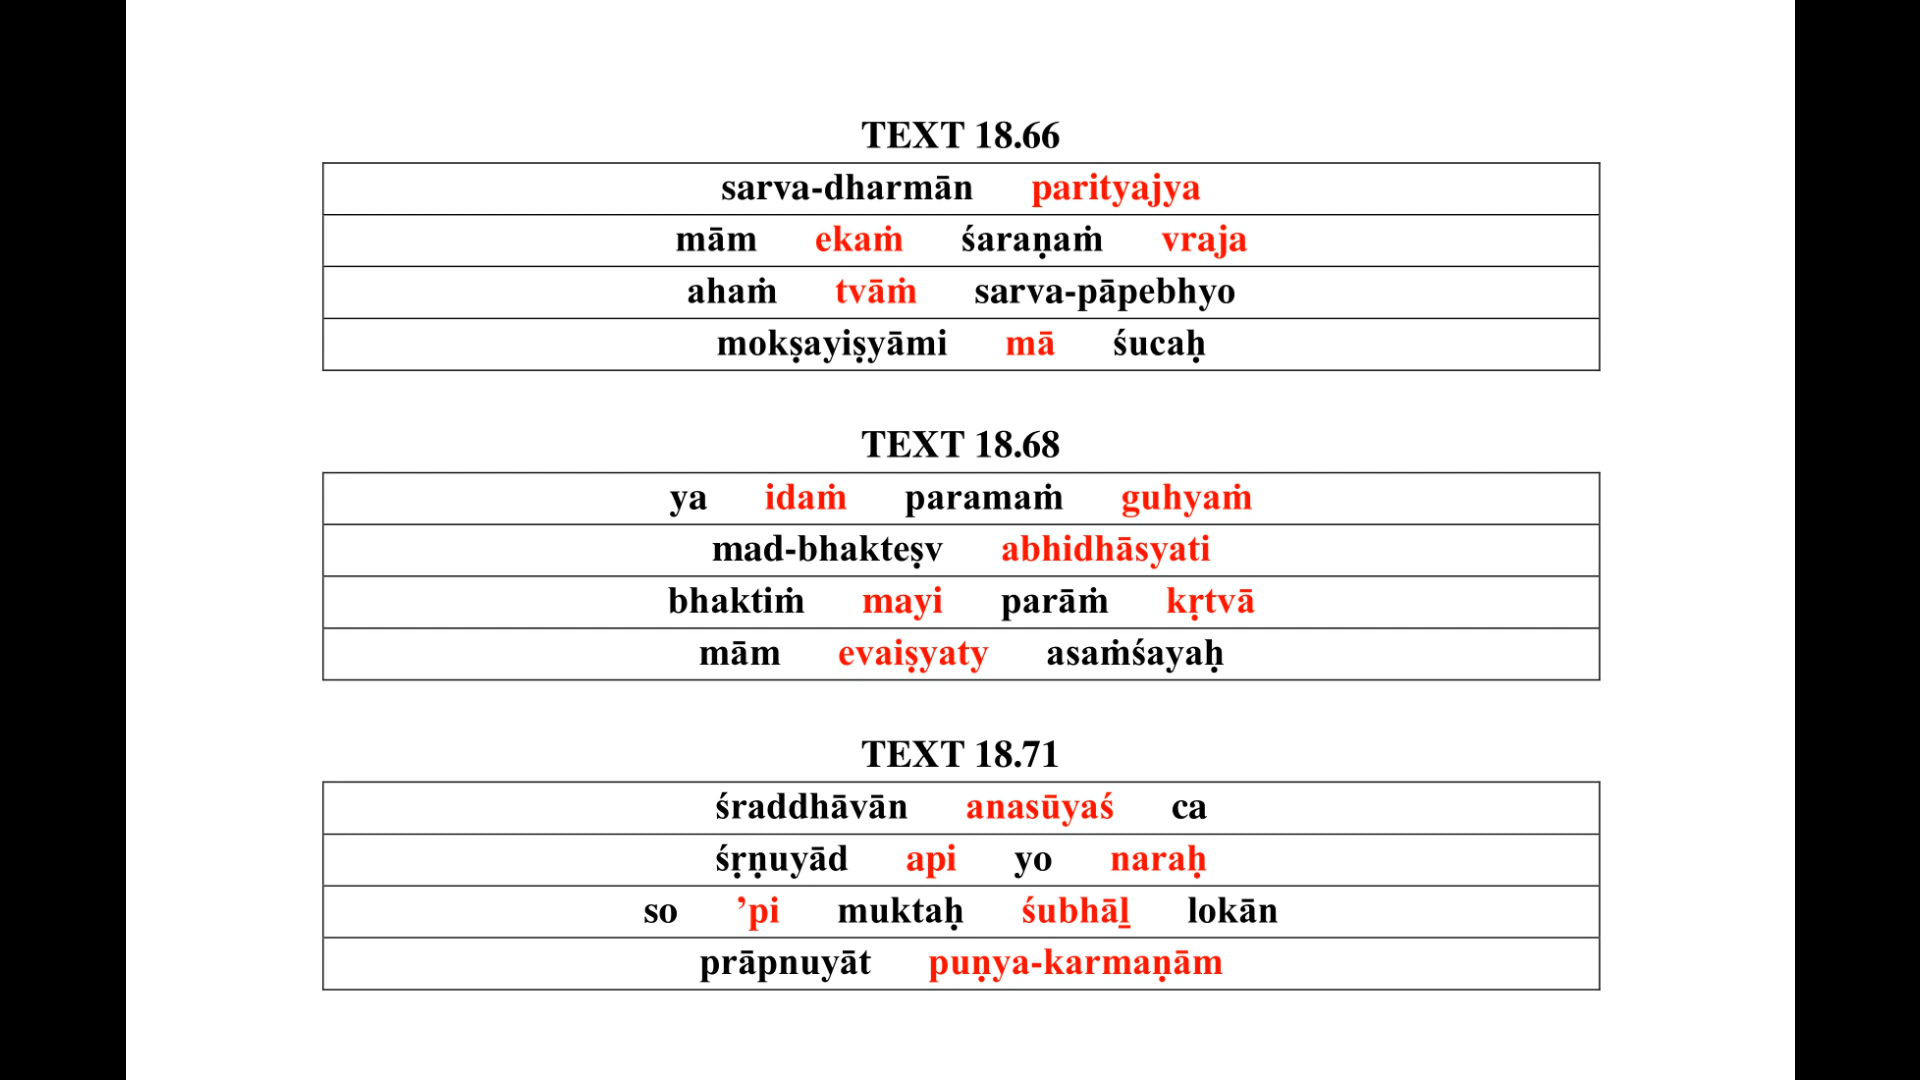 TEXT 18.66
sarva-dharmān parityajya
mām ekaṁ śaraṇaṁ vraja
ahaṁ tvāṁ sarva-pāpebhyo
mokṣayiṣyāmi mā śucaḥ
TEXT 18.68
ya idaṁ paramaṁ guhyaṁ
mad-bhakteṣv abhidhāsyati
bhaktiṁ mayi parāṁ kṛtvā
mām evaiṣyaty asaṁśayaḥ
TEXT 18.71
śraddhāvān anasūyaś ca
śṛṇuyād api yo naraḥ
so ’pi muktaḥ śubhāḻ lokān
prāpnuyāt puṇya-karmaṇām